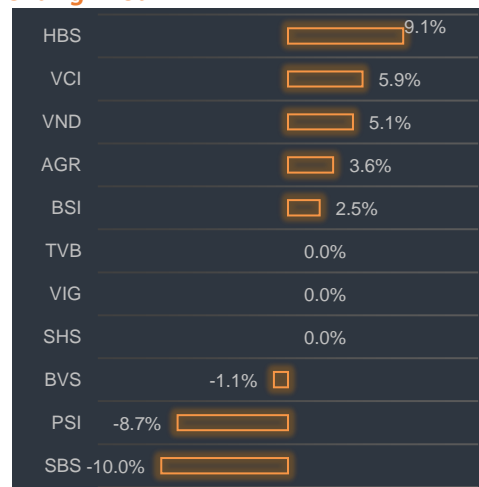 HBS 9.1%
VCI 5.9%
VND 5.1%
AGR 3.6%
BSI 2.5%
TVB 0.0%
VIG 0.0%
SHS 0.0%
BVS -1.1%
PSI -8.7%
SBS -10.0%